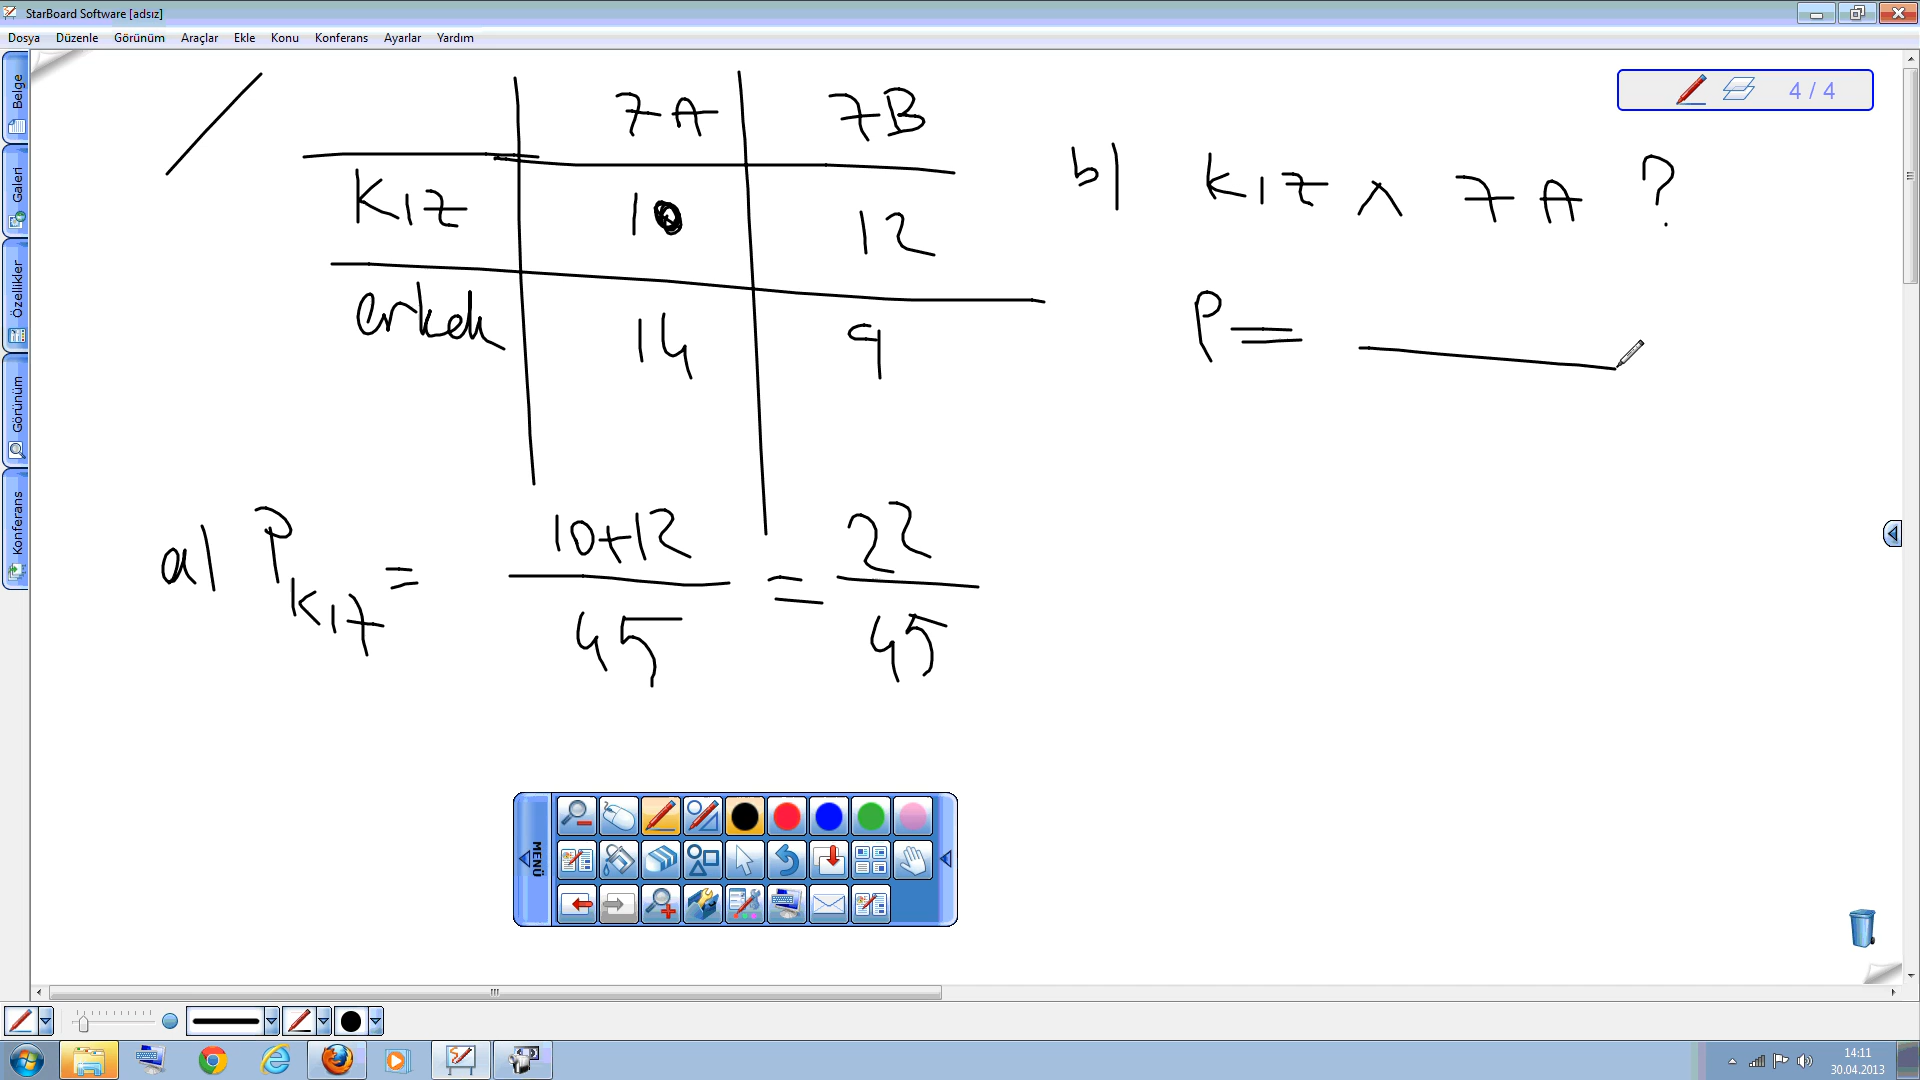 StarBoard Software [adsız]
Dosya Düzenle Görünüm Araçlar Ekle Konu Konferans Ayarlar Yardım
Belge
Galeri
Özellikler
Görünüm
Konferans
4 / 4
7A 7B
Kız 10 12
erkek 14 9
a) P kız = 10+12 / 45 = 22 / 45
b) kız ∧ 7A ?
P =
MENÜ
14:11
30.04.2013